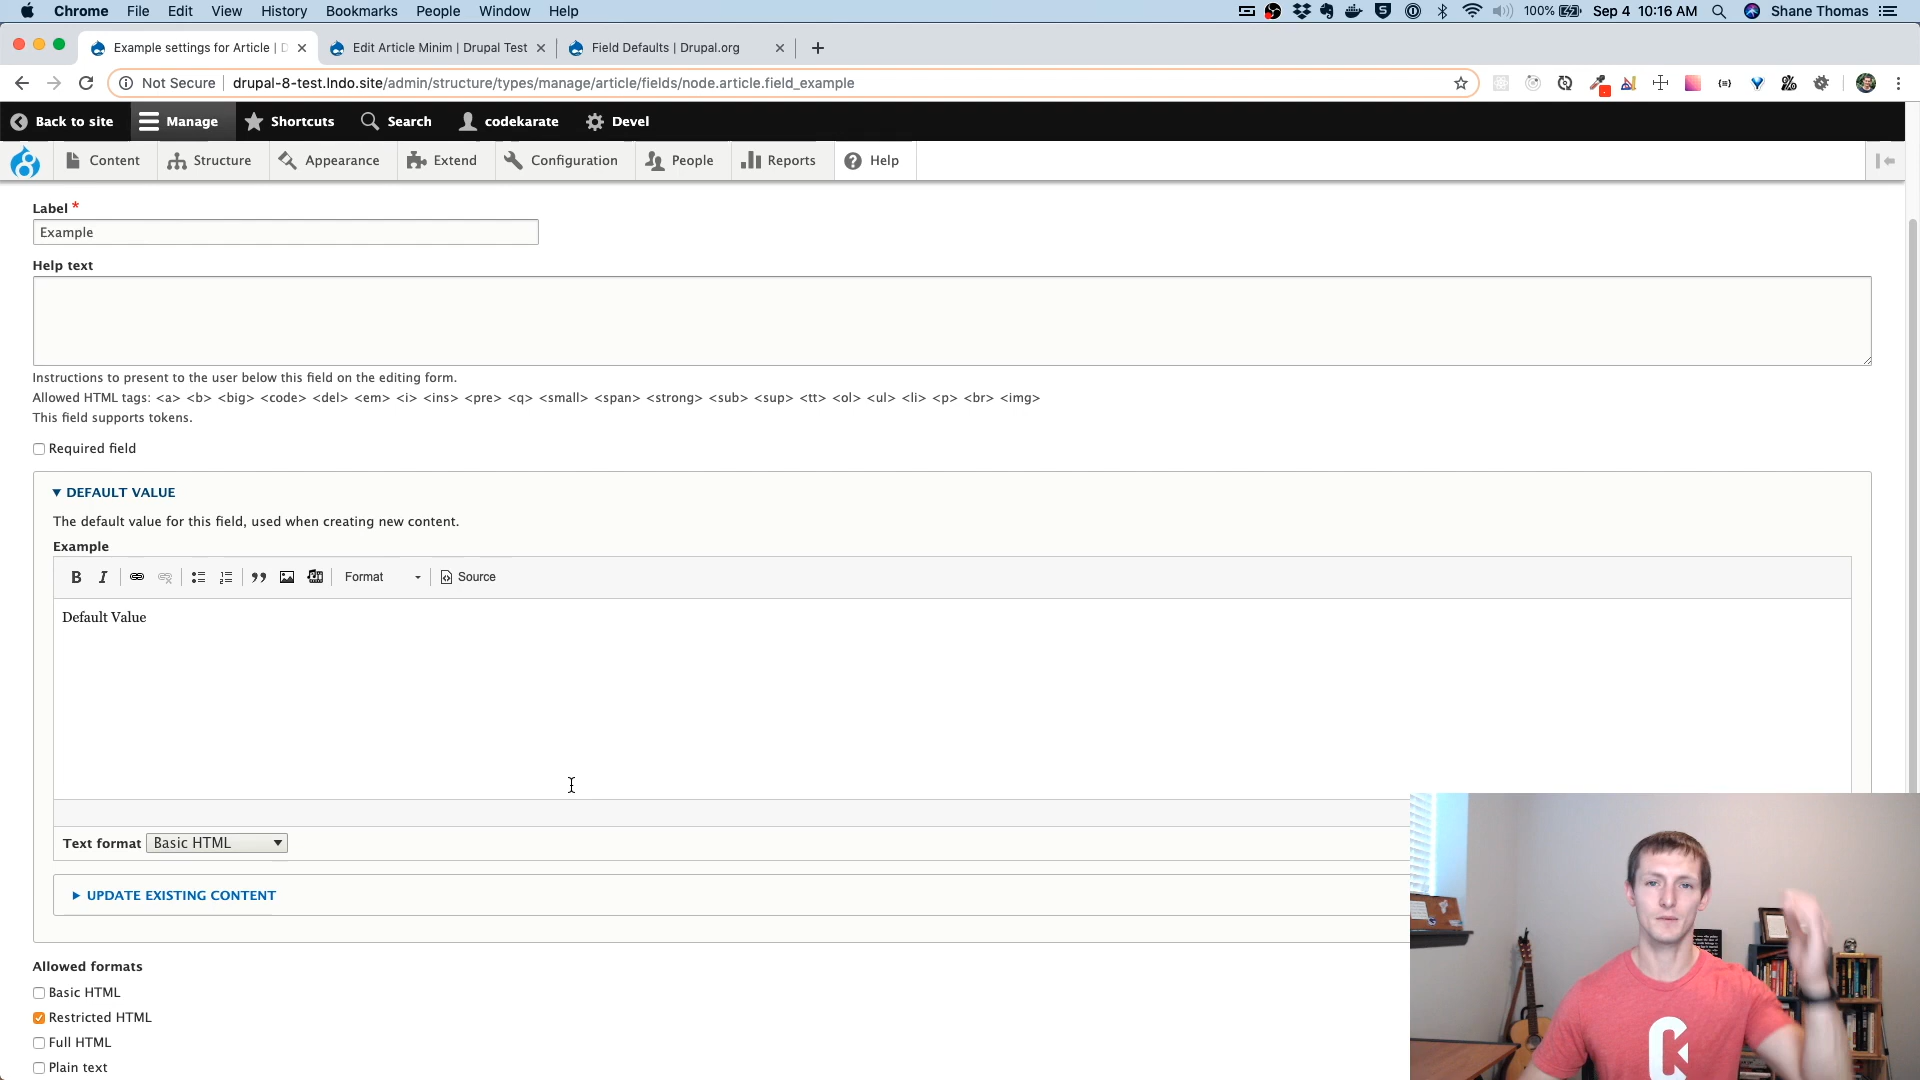 Chrome File Edit View History Bookmarks People Window Help 100% Sep 4 10:16 AM Shane Thomas
Example settings for Article | D Edit Article Minim | Drupal Test Field Defaults | Drupal.org
Not Secure drupal-8-test.lndo.site/admin/structure/types/manage/article/fields/node.article.field_example
Back to site Manage Shortcuts Search codekarate Devel
Content Structure Appearance Extend Configuration People Reports Help
Label *
Example
Help text
Instructions to present to the user below this field on the editing form.
Allowed HTML tags: <a> <b> <big> <code> <del> <em> <i> <ins> <pre> <q> <small> <span> <strong> <sub> <sup> <tt> <ol> <ul> <li> <p> <br> <img>
This field supports tokens.
Required field
▼ DEFAULT VALUE
The default value for this field, used when creating new content.
Example
B I Format Source
Default Value
Text format Basic HTML
► UPDATE EXISTING CONTENT
Allowed formats
Basic HTML
Restricted HTML
Full HTML
Plain text